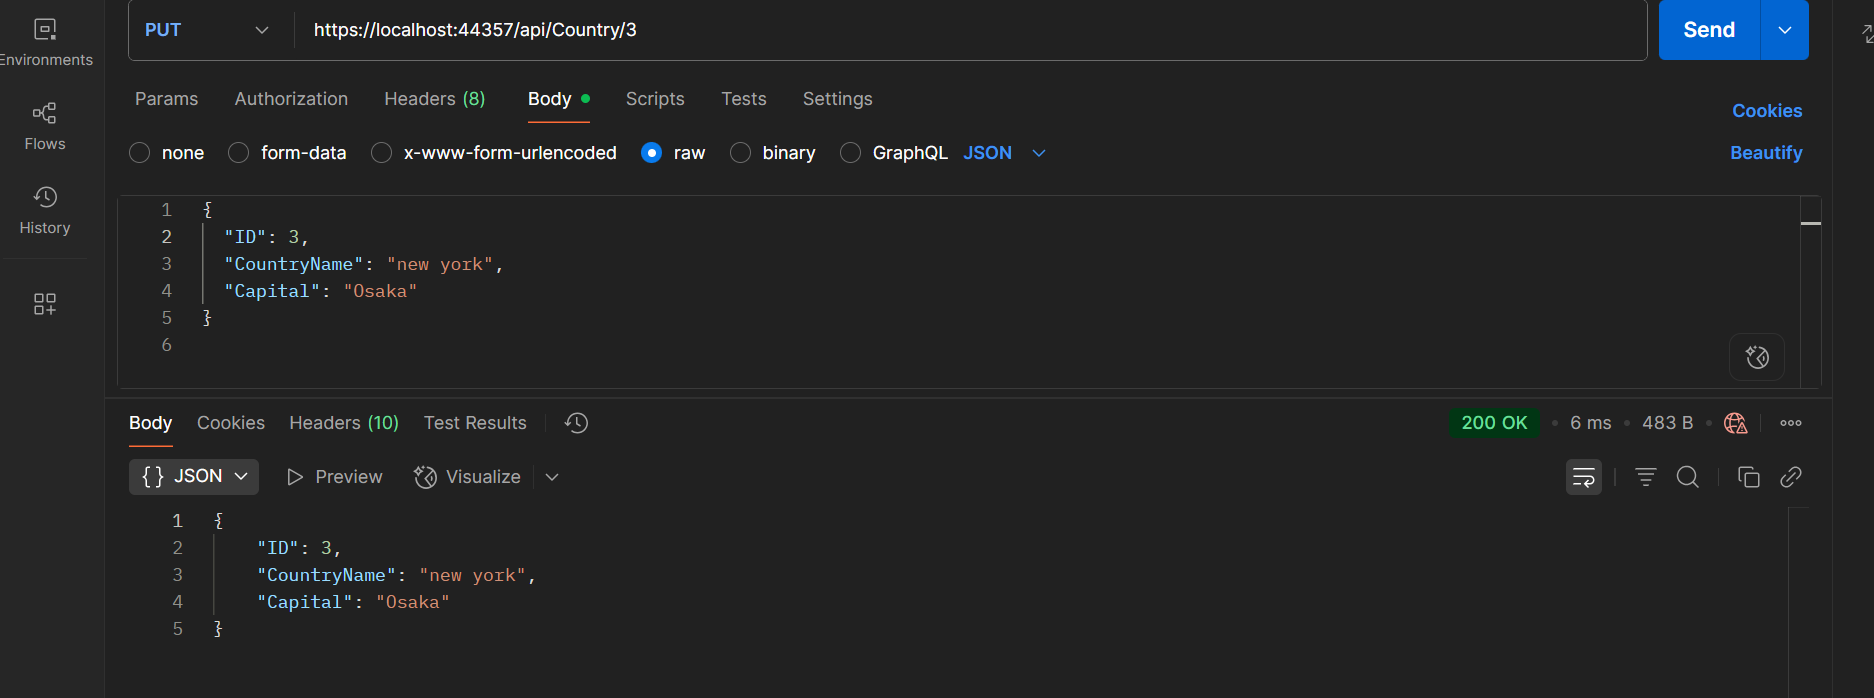 Environments
Flows
History
PUT https://localhost:44357/api/Country/3 Send
Params Authorization Headers (8) Body Scripts Tests Settings Cookies
none form-data x-www-form-urlencoded raw binary GraphQL JSON Beautify
1 {
2 "ID": 3,
3 "CountryName": "new york",
4 "Capital": "Osaka"
5 }
6
Body Cookies Headers (10) Test Results 200 OK • 6 ms • 483 B •
{} JSON Preview Visualize
1 {
2 "ID": 3,
3 "CountryName": "new york",
4 "Capital": "Osaka"
5 }